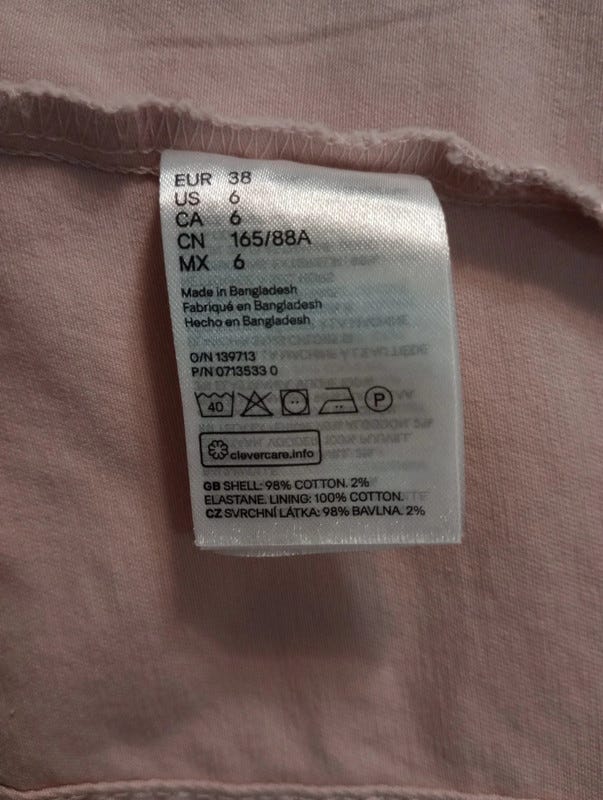 EUR 38
US 6
CA 6
CN 165/88A
MX 6
Made in Bangladesh
Fabriqué en Bangladesh
Hecho en Bangladesh
O/N 139713
P/N 0713533 0
40
P
clevercare.info
GB SHELL: 98% COTTON. 2%
ELASTANE. LINING: 100% COTTON.
CZ SVRCHNÍ LÁTKA: 98% BAVLNA. 2%